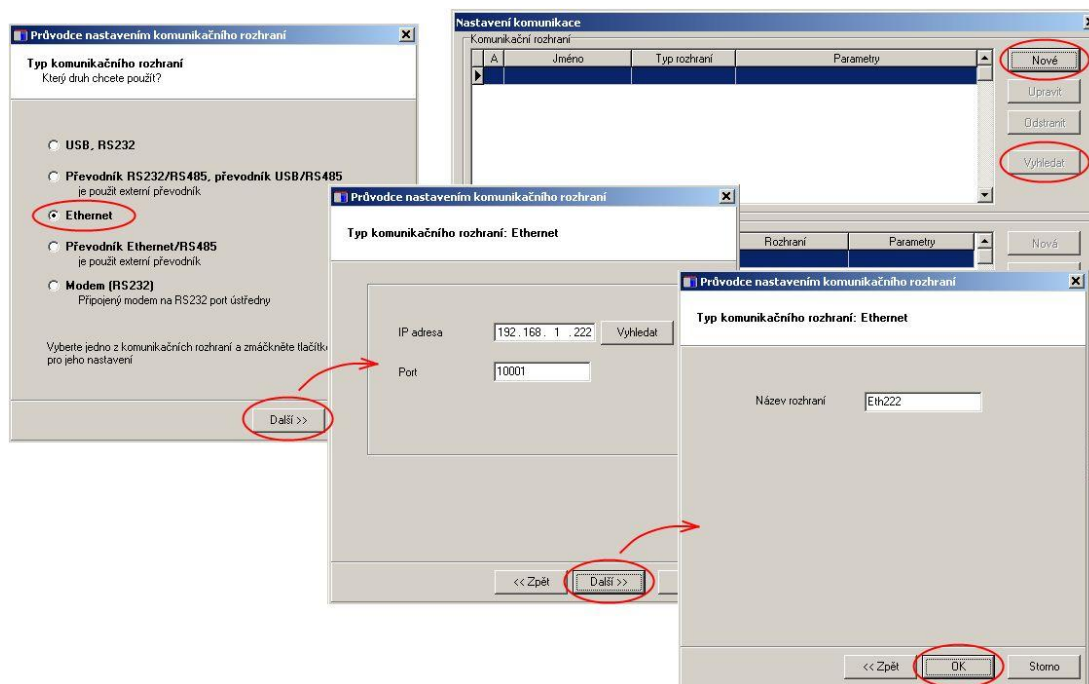 Průvodce nastavením komunikačního rozhraní
Typ komunikačního rozhraní
Který druh chcete použít?
USB, RS232
Převodník RS232/RS485, převodník USB/RS485
je použit externí převodník
Ethernet
Převodník Ethernet/RS485
je použit externí převodník
Modem (RS232)
Připojený modem na RS232 port ústředny
Vyberte jedno z komunikačních rozhraní a zmáčkněte
pro jeho nastavení
Další >>
Nastavení komunikace
Komunikační rozhraní
A Jméno Typ rozhraní Parametry
Nové
Upravit
Odstranit
Vyhledat
Rozhraní Parametry
Nová
Průvodce nastavením komunikačního rozhraní
Typ komunikačního rozhraní: Ethernet
IP adresa 192.168. 1 .222 Vyhledat
Port 10001
<< Zpět Další >>
Průvodce nastavením komunikačního rozhraní
Typ komunikačního rozhraní: Ethernet
Název rozhraní Eth222
<< Zpět OK Storno